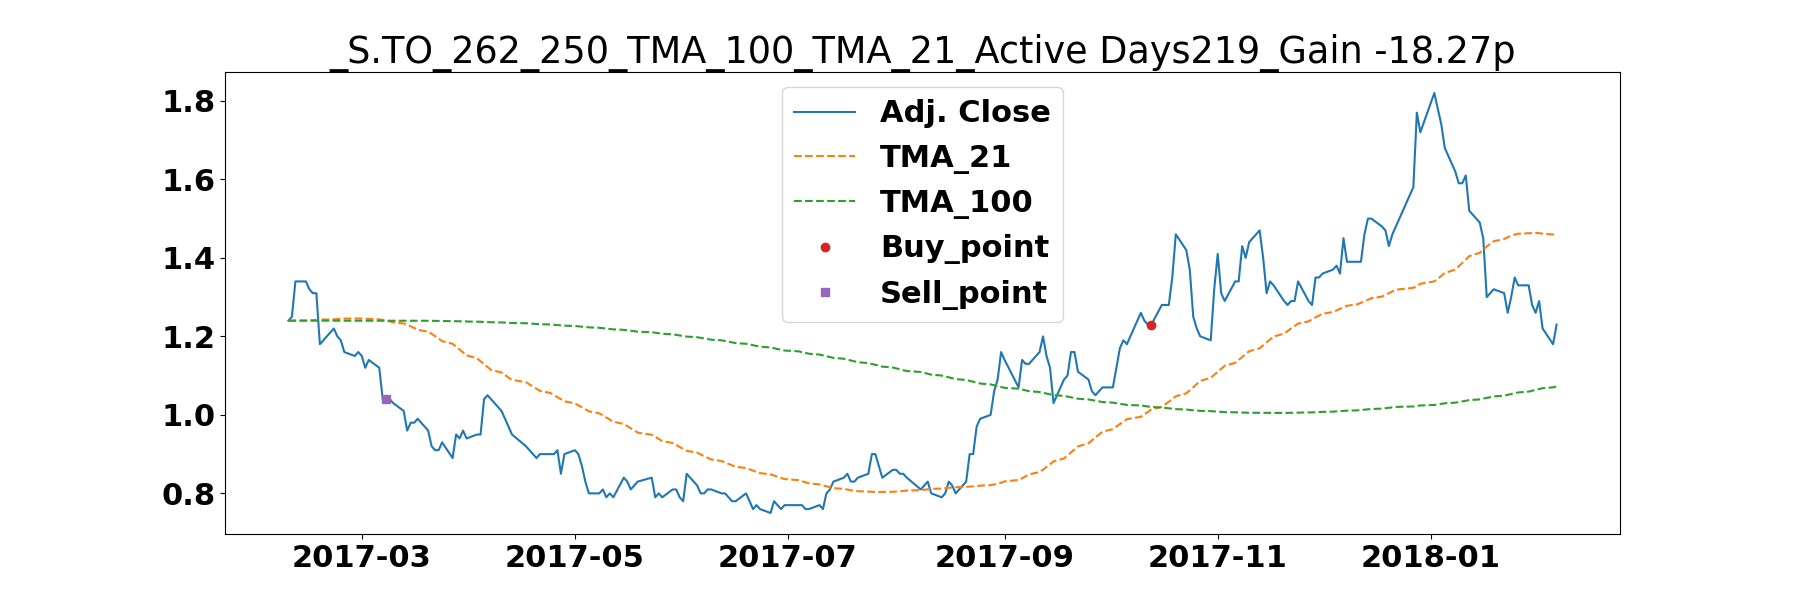 _S.TO_262_250_TMA_100_TMA_21_Active Days219_Gain -18.27p
1.8
1.6
1.4
1.2
1.0
0.8
Adj. Close
TMA_21
TMA_100
Buy_point
Sell_point
2017-03 2017-05 2017-07 2017-09 2017-11 2018-01